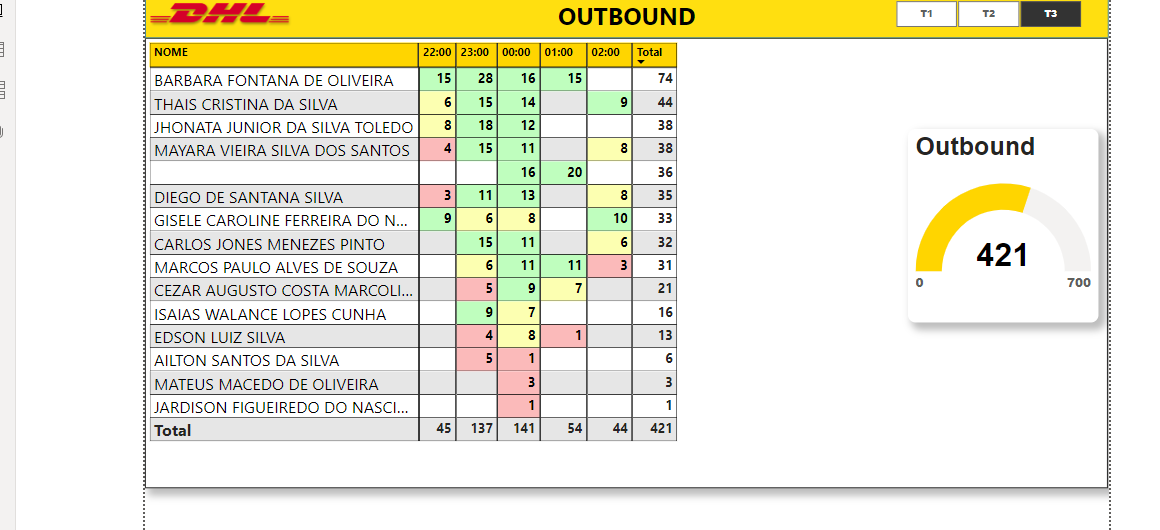 DHL
OUTBOUND
T1 T2 T3
NOME 22:00 23:00 00:00 01:00 02:00 Total
BARBARA FONTANA DE OLIVEIRA 15 28 16 15 74
THAIS CRISTINA DA SILVA 6 15 14 9 44
JHONATA JUNIOR DA SILVA TOLEDO 8 18 12 38
MAYARA VIEIRA SILVA DOS SANTOS 4 15 11 8 38
16 20 36
DIEGO DE SANTANA SILVA 3 11 13 8 35
GISELE CAROLINE FERREIRA DO N... 9 6 8 10 33
CARLOS JONES MENEZES PINTO 15 11 6 32
MARCOS PAULO ALVES DE SOUZA 6 11 11 3 31
CEZAR AUGUSTO COSTA MARCOLI... 5 9 7 21
ISAIAS WALANCE LOPES CUNHA 9 7 16
EDSON LUIZ SILVA 4 8 1 13
AILTON SANTOS DA SILVA 5 1 6
MATEUS MACEDO DE OLIVEIRA 3 3
JARDISON FIGUEIREDO DO NASCI... 1 1
Total 45 137 141 54 44 421
Outbound
421
0 700